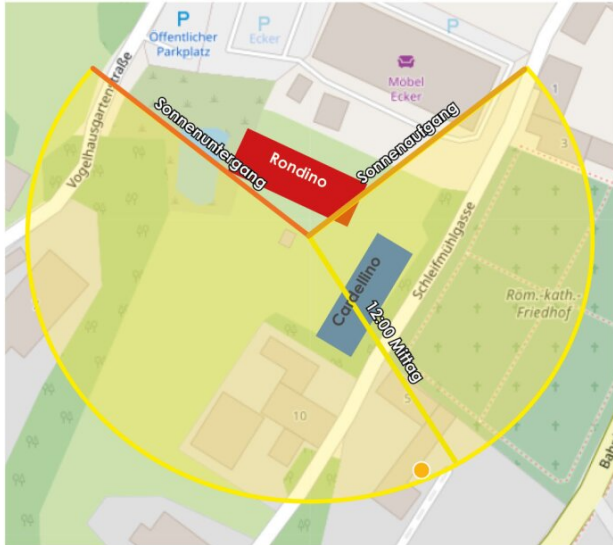 P
Öffentlicher
Parkplatz
P
Ecker
Möbel
Ecker
1
3
Vogelhausgartenstraße
Sonnenuntergang
Rondino
Sonnenaufgang
Schleifmühlgasse
Cardellino
12:00 Mittag
Röm.-kath.-
Friedhof
5
10
Bah